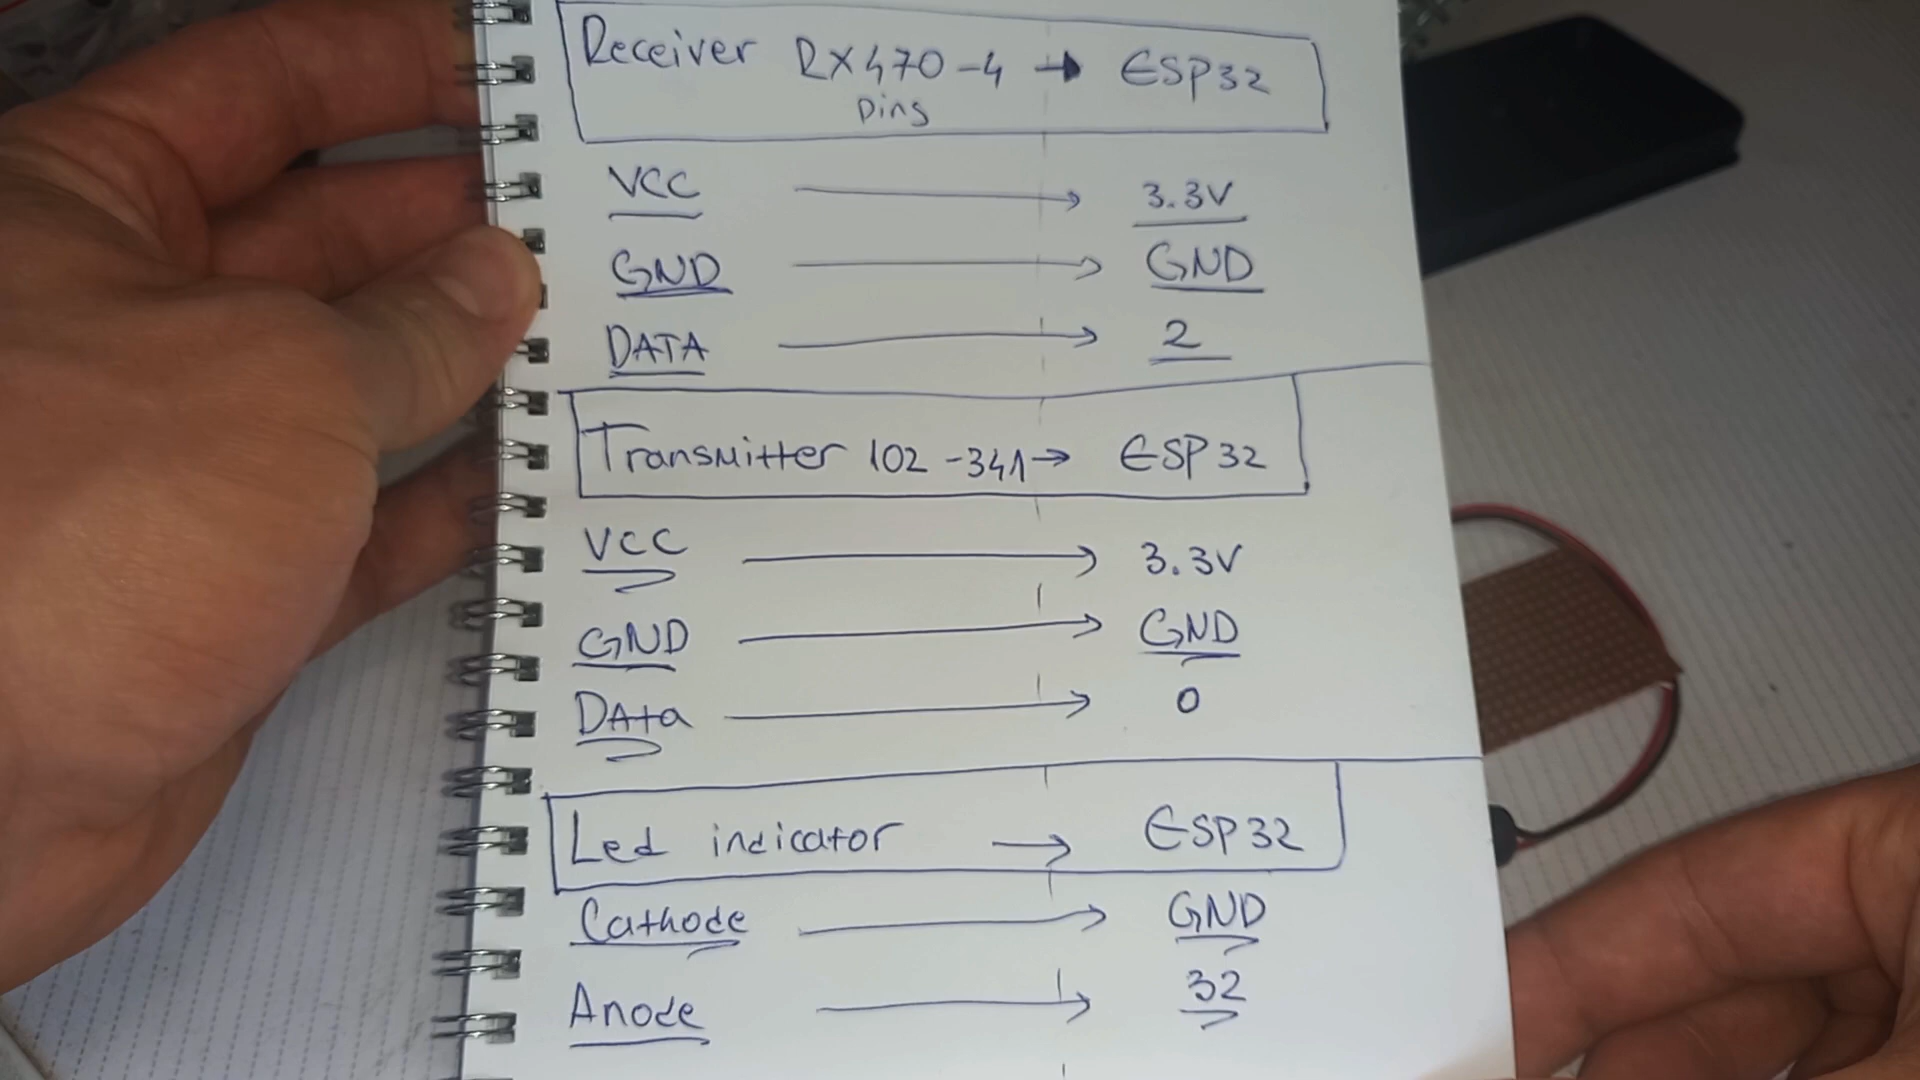 Receiver RX470-4 → ESP32
Pins
VCC → 3.3V
GND → GND
DATA → 2
Transmitter 102-341 → ESP32
VCC → 3.3V
GND → GND
DAta → 0
Led indicator → ESP32
Cathode → GND
Anode → 32